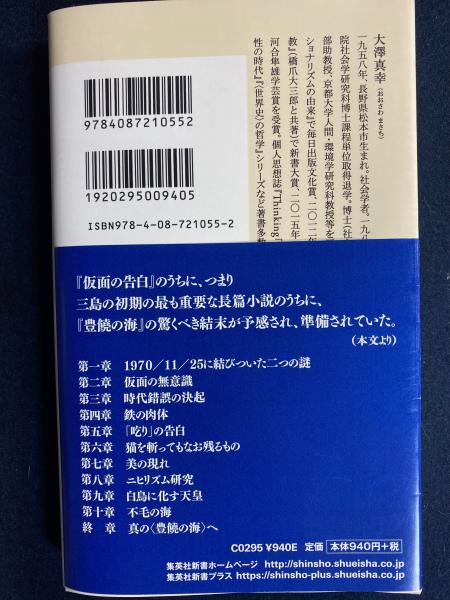 大澤真幸（おおさわ まさち）
一九五八年、長野県松本市生まれ。社会学者。一九八
院社会学研究科博士課程単位取得退学。博士（社
部助教授、京都大学人間・環境学研究科教授等を
ショナリズムの由来』で毎日出版文化賞、二〇一二年
教』（橋爪大三郎と共著）で新書大賞、二〇一五年
河合隼雄学芸賞を受賞。個人思想誌『Thinking「
性の時代』『〈世界史〉の哲学』シリーズなど著書多数
9784087210552
1920295009405
ISBN978-4-08-721055-2
『仮面の告白』のうちに、つまり
三島の初期の最も重要な長篇小説のうちに、
『豊饒の海』の驚くべき結末が予感され、準備されていた。
（本文より）
第一章 1970／11／25に結びついた二つの謎
第二章 仮面の無意識
第三章 時代錯誤の決起
第四章 鉄の肉体
第五章 「吃り」の告白
第六章 猫を斬ってもなお残るもの
第七章 美の現れ
第八章 ニヒリズム研究
第九章 白鳥に化す天皇
第十章 不毛の海
終 章 真の〈豊饒の海〉へ
C0295 ¥940E 定価 本体940円+税
集英社新書ホームページ http://shinsho.shueisha.co.jp
集英社新書プラス https://shinsho-plus.shueisha.co.jp